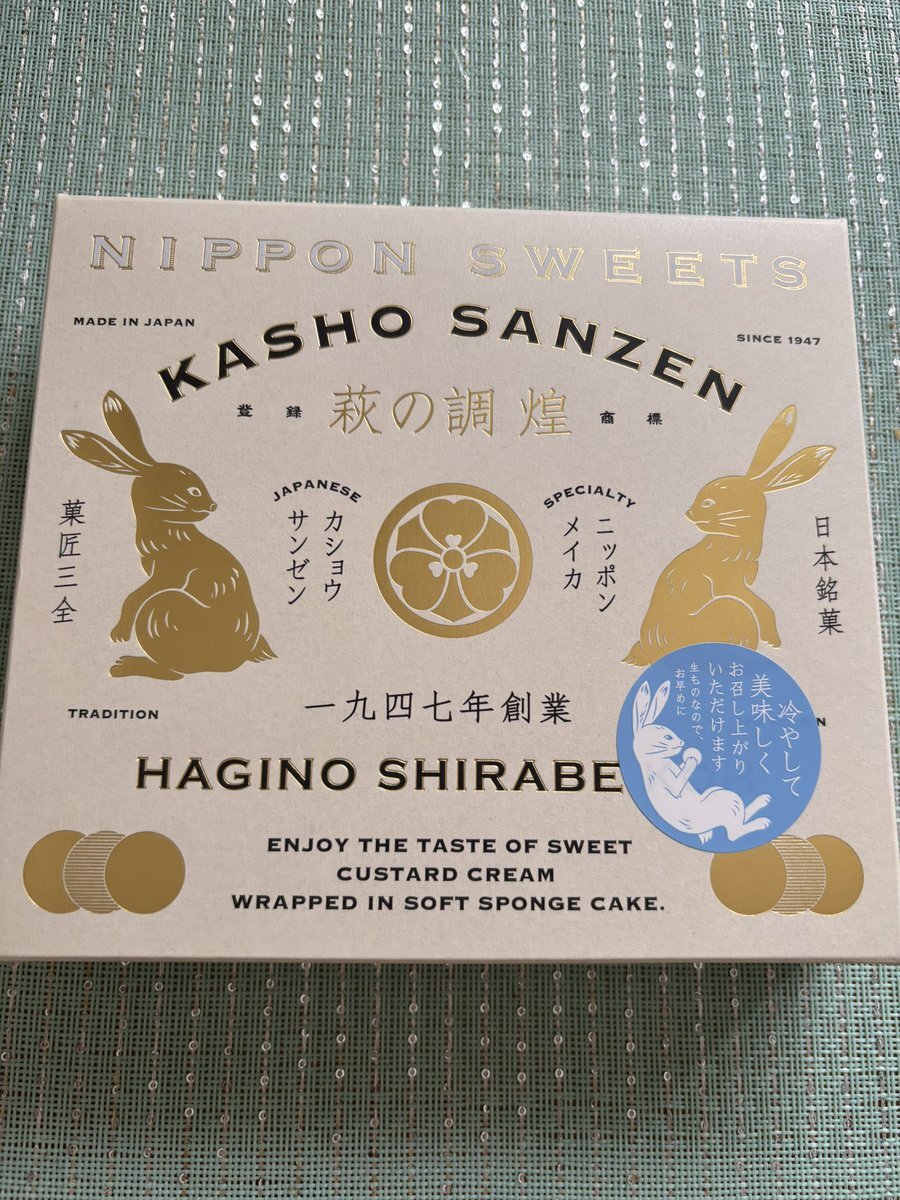 NIPPON SWEETS
MADE IN JAPAN
SINCE 1947
KASHO SANZEN
登録
萩の調 煌
商標
JAPANESE
SPECIALTY
菓匠三全
カショウ
サンゼン
ニッポン
メイカ
日本銘菓
TRADITION
一九四七年創業
HAGINO SHIRABE
冷やして
美味しく
お召し上がり
いただけます
生ものなので、
お早めに
ENJOY THE TASTE OF SWEET
CUSTARD CREAM
WRAPPED IN SOFT SPONGE CAKE.